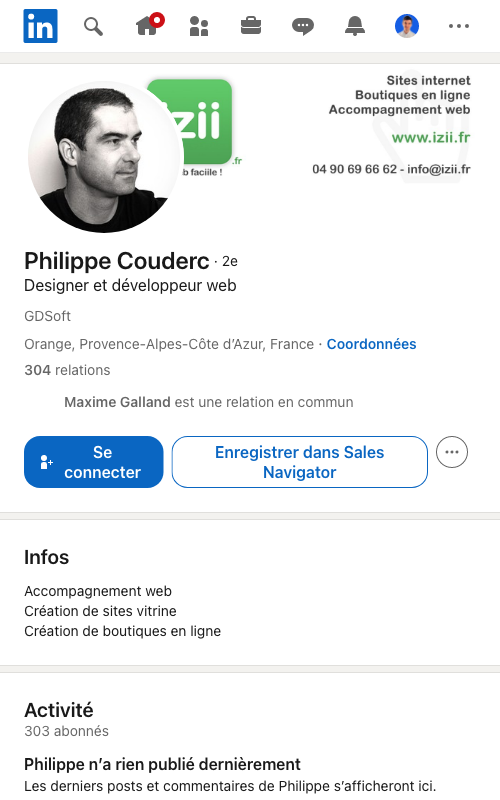 in
izii
.fr
b faciile !
Sites internet
Boutiques en ligne
Accompagnement web
www.izii.fr
04 90 69 66 62 - info@izii.fr
Philippe Couderc · 2e
Designer et développeur web
GDSoft
Orange, Provence-Alpes-Côte d’Azur, France · Coordonnées
304 relations
Maxime Galland est une relation en commun
Se
connecter
Enregistrer dans Sales
Navigator
Infos
Accompagnement web
Création de sites vitrine
Création de boutiques en ligne
Activité
303 abonnés
Philippe n’a rien publié dernièrement
Les derniers posts et commentaires de Philippe s’afficheront ici.